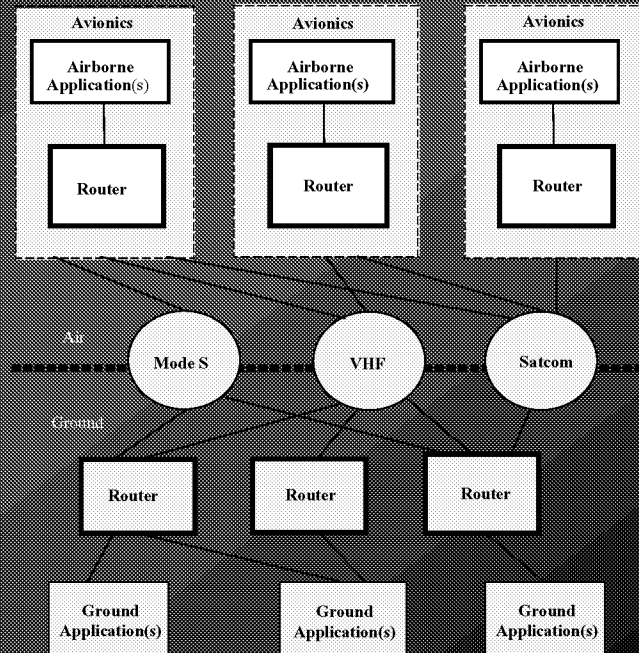 Avionics Avionics Avionics
Airborne Airborne Airborne
Application(s) Application(s) Application(s)
Router Router Router
Air
Mode S VHF Satcom
Ground
Router Router Router
Ground Ground Ground
Application(s) Application(s) Application(s)